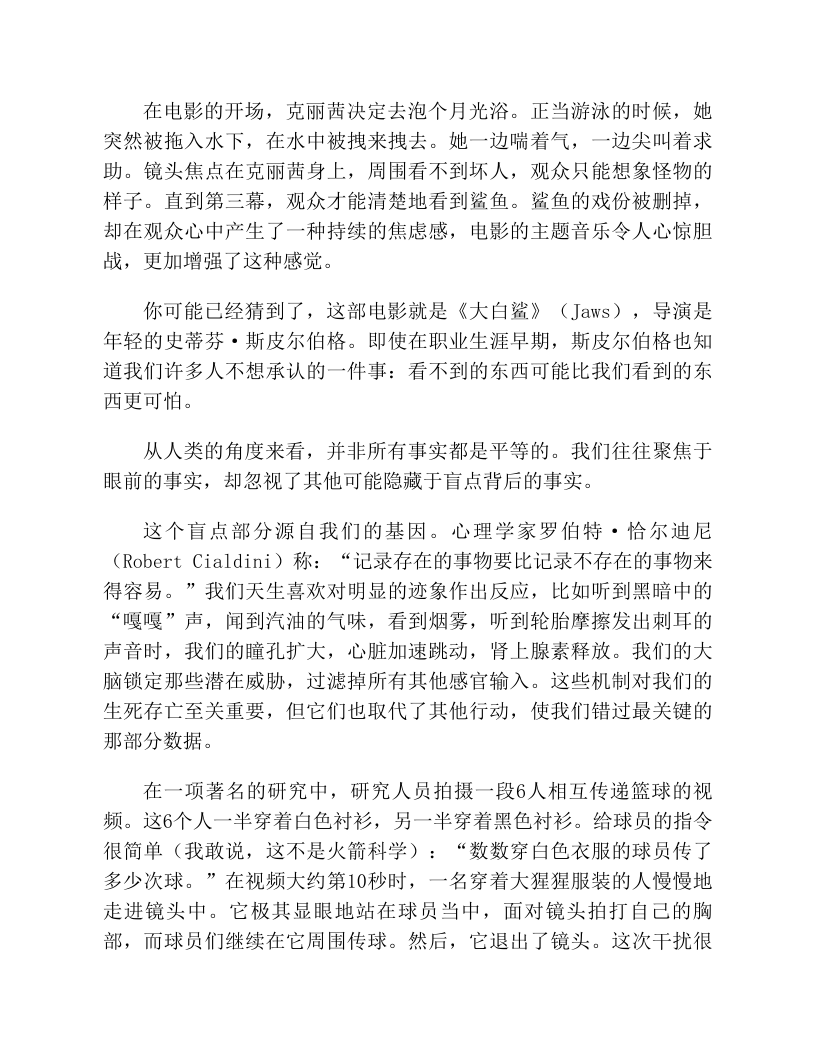 在电影的开场，克丽茜决定去泡个月光浴。正当游泳的时候，她
突然被拖入水下，在水中被拽来拽去。她一边喘着气，一边尖叫着求
助。镜头焦点在克丽茜身上，周围看不到坏人，观众只能想象怪物的
样子。直到第三幕，观众才能清楚地看到鲨鱼。鲨鱼的戏份被删掉，
却在观众心中产生了一种持续的焦虑感，电影的主题音乐令人心惊胆
战，更加增强了这种感觉。
你可能已经猜到了，这部电影就是《大白鲨》（Jaws），导演是
年轻的史蒂芬·斯皮尔伯格。即使在职业生涯早期，斯皮尔伯格也知
道我们许多人不想承认的一件事：看不到的东西可能比我们看到的东
西更可怕。
从人类的角度来看，并非所有事实都是平等的。我们往往聚焦于
眼前的事实，却忽视了其他可能隐藏于盲点背后的事实。
这个盲点部分源自我们的基因。心理学家罗伯特·恰尔迪尼
（Robert Cialdini）称：“记录存在的事物要比记录不存在的事物来
得容易。”我们天生喜欢对明显的迹象作出反应，比如听到黑暗中的
“嘎嘎”声，闻到汽油的气味，看到烟雾，听到轮胎摩擦发出刺耳的
声音时，我们的瞳孔扩大，心脏加速跳动，肾上腺素释放。我们的大
脑锁定那些潜在威胁，过滤掉所有其他感官输入。这些机制对我们的
生死存亡至关重要，但它们也取代了其他行动，使我们错过最关键的
那部分数据。
在一项著名的研究中，研究人员拍摄一段6人相互传递篮球的视
频。这6个人一半穿着白色衬衫，另一半穿着黑色衬衫。给球员的指令
很简单（我敢说，这不是火箭科学）：“数数穿白色衣服的球员传了
多少次球。”在视频大约第10秒时，一名穿着大猩猩服装的人慢慢地
走进镜头中。它极其显眼地站在球员当中，面对镜头拍打自己的胸
部，而球员们继续在它周围传球。然后，它退出了镜头。这次干扰很